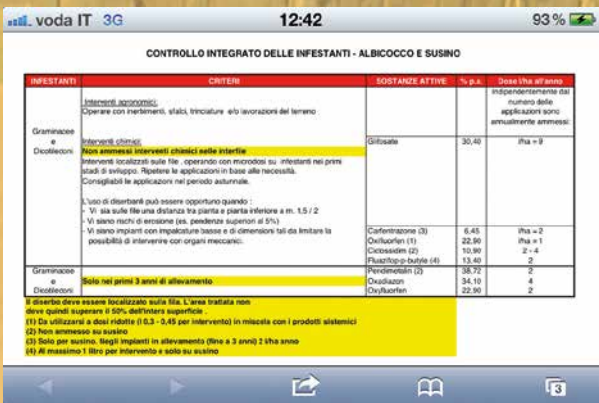 voda IT 3G 12:42 93 %
CONTROLLO INTEGRATO DELLE INFESTANTI - ALBICOCCO E SUSINO
INFESTANTI CRITERI SOSTANZE ATTIVE % p.a. Dose l/ha all'anno
Interventi agronomici:
Operare con inerbimenti, sfalci, trinciature e/o lavorazioni del terreno
indipendentemente dal
numero delle
applicazioni sono
annualmente ammessi:
Graminacee
e
Dicotiledoni
Interventi chimici:
Non ammessi interventi chimici nelle interfile
Interventi localizzati sulle file , operando con microdosi su infestanti nei primi
stadi di sviluppo. Ripetere le applicazioni in base alle necessità.
Consigliabili le applicazioni nel periodo autunnale.
Glifosate 30,40 l/ha = 9
L'uso di diserbanti può essere opportuno quando :
- Vi sia sulle file una distanza tra pianta e pianta inferiore a m. 1,5 / 2
- Vi siano rischi di erosione (es. pendenze superiori al 5%)
- Vi siano impianti con impalcature basse e di dimensioni tali da limitare la
possibilità di intervenire con organi meccanici.
Carfentrazone (3) 6,45 l/ha = 2
Oxifluorfen (1) 22,90 l/ha = 1
Ciclossidim (2) 10,90 2 - 4
Fluazifop-p-butyle (4) 13,40 2
Graminacee
e
Dicotiledoni
Solo nei primi 3 anni di allevamento
Pendimetalin (2) 38,72 2
Oxadiazon 34,10 4
Oxyfluorfen 22,90 2
Il diserbo deve essere localizzato sulla fila. L'area trattata non
deve quindi superare il 50% dell'intera superficie .
(1) Da utilizzarsi a dosi ridotte (l 0,3 - 0,45 per intervento) in miscela con i prodotti sistemici
(2) Non ammesso su susino
(3) Solo per susino. Negli impianti in allevamento (fino a 3 anni) 2 l/ha anno
(4) Al massimo 1 litro per intervento e solo su susino
3